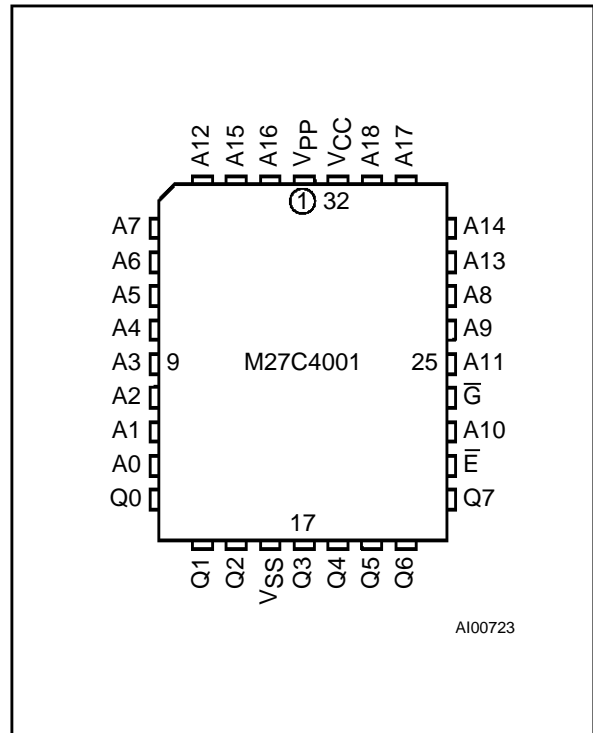 A12 A15 A16 VPP VCC A18 A17
1 32
A7 A14
A6 A13
A5 A8
A4 A9
A3 9 M27C4001 25 A11
A2 G̅
A1 A10
A0 E̅
Q0 Q7
17
Q1 Q2 VSS Q3 Q4 Q5 Q6
AI00723